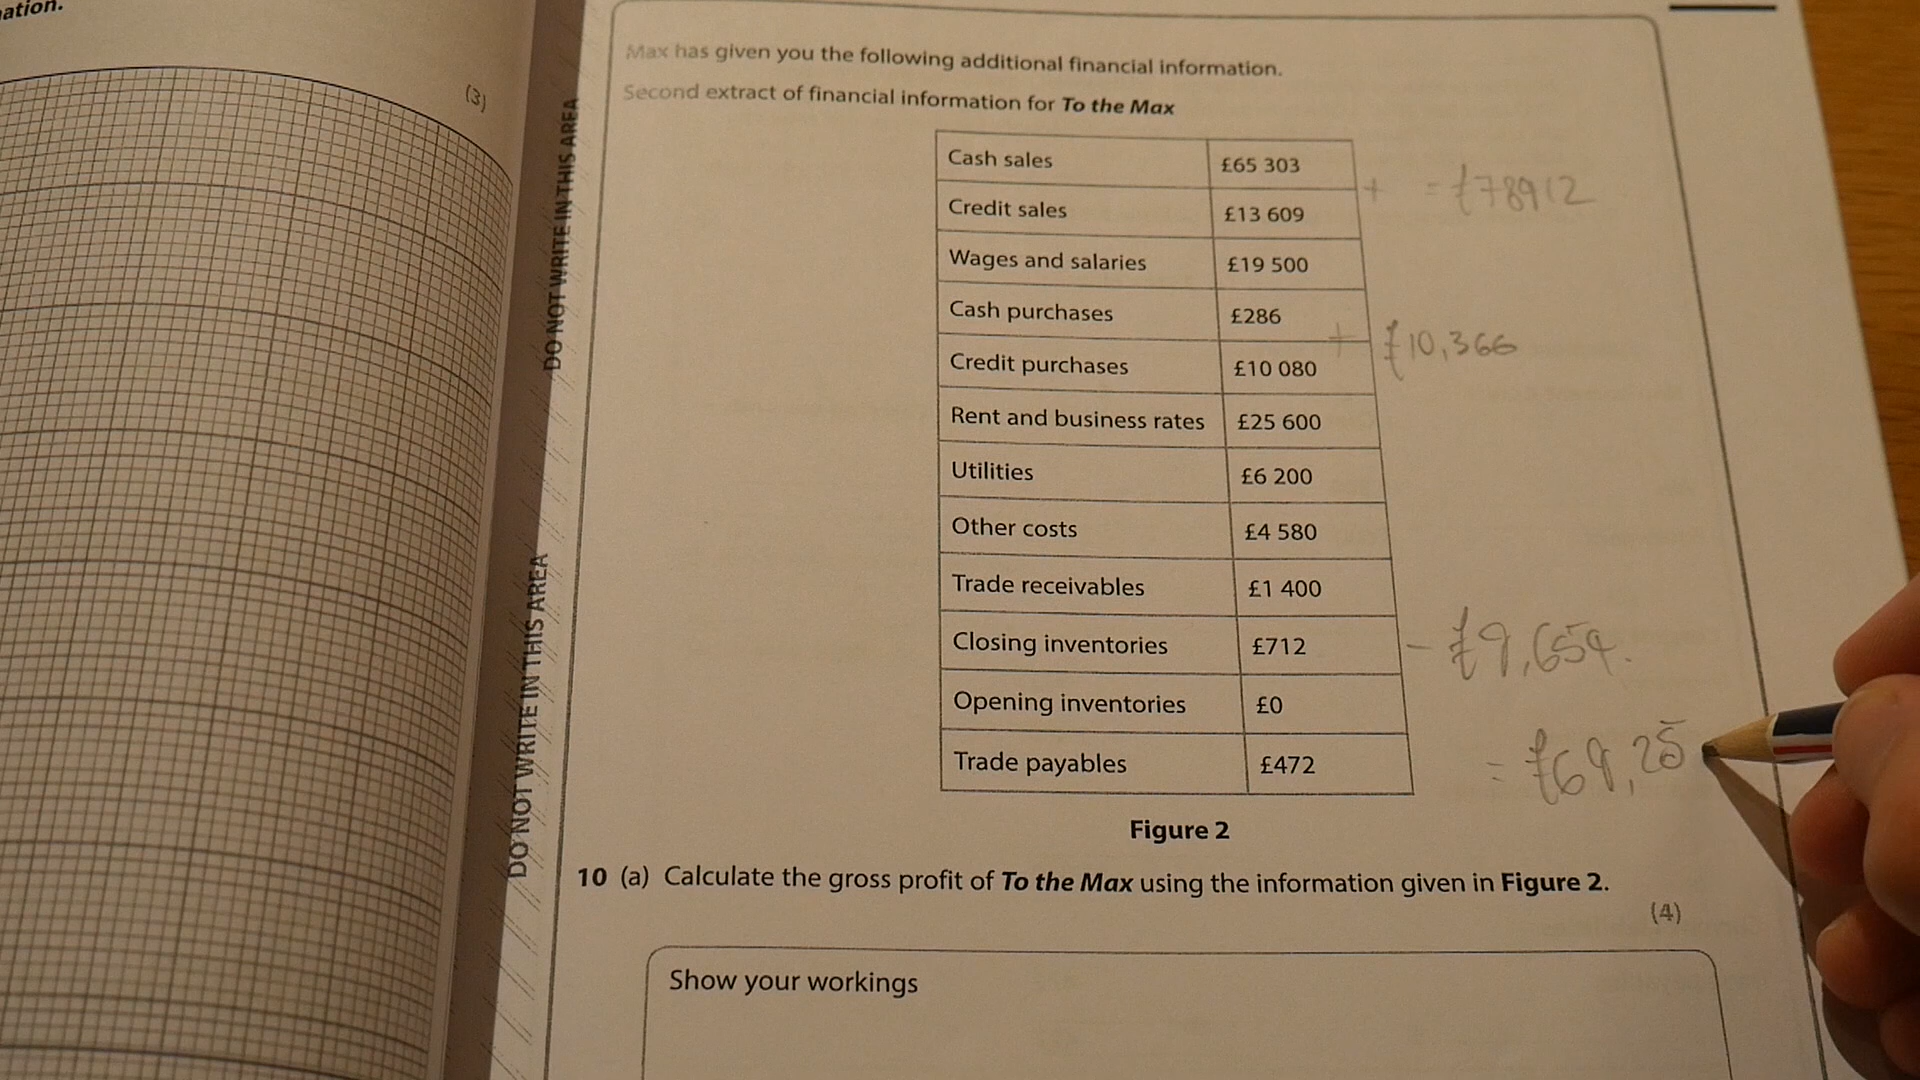 ation.
(3)
DO NOT WRITE IN THIS AREA
DO NOT WRITE IN THIS AREA
Max has given you the following additional financial information.
Second extract of financial information for To the Max
Cash sales £65 303
+ = £78912
Credit sales £13 609
Wages and salaries £19 500
Cash purchases £286
+ £10,366
Credit purchases £10 080
Rent and business rates £25 600
Utilities £6 200
Other costs £4 580
Trade receivables £1 400
Closing inventories £712 - £9,654.
Opening inventories £0
Trade payables £472 = £69,25
Figure 2
10 (a) Calculate the gross profit of To the Max using the information given in Figure 2.
(4)
Show your workings